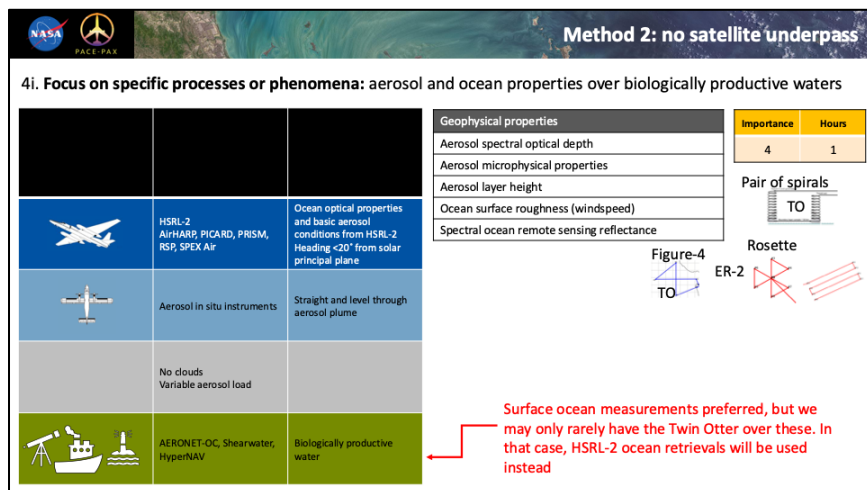 NASA
PACE-PAX
Method 2: no satellite underpass
4i. Focus on specific processes or phenomena: aerosol and ocean properties over biologically productive waters
HSRL-2
AirHARP, PICARD, PRISM,
RSP, SPEX Air
Ocean optical properties
and basic aerosol
conditions from HSRL-2
Heading <20° from solar
principal plane
Aerosol in situ instruments
Straight and level through
aerosol plume
No clouds
Variable aerosol load
AERONET-OC, Shearwater,
HyperNAV
Biologically productive
water
Geophysical properties
Aerosol spectral optical depth
Aerosol microphysical properties
Aerosol layer height
Ocean surface roughness (windspeed)
Spectral ocean remote sensing reflectance
Importance Hours
4 1
Pair of spirals
TO
Figure-4
TO
ER-2
Rosette
Surface ocean measurements preferred, but we
may only rarely have the Twin Otter over these. In
that case, HSRL-2 ocean retrievals will be used
instead